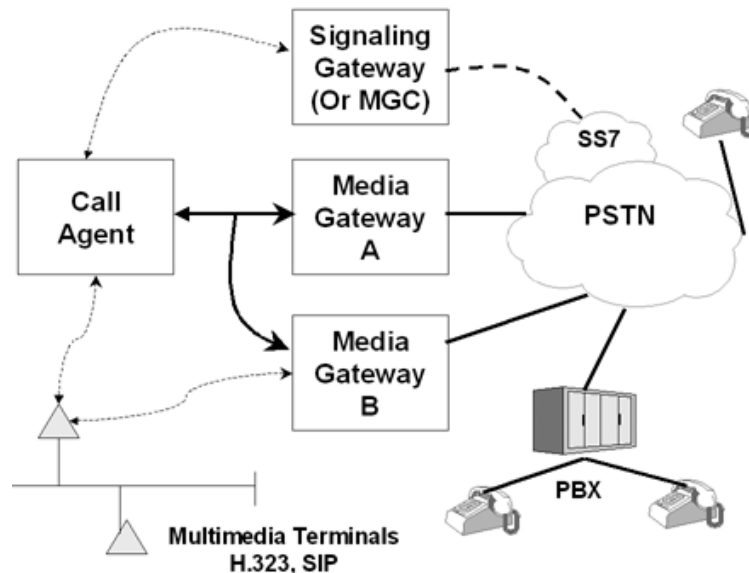 Signaling
Gateway
(Or MGC)
SS7
Call
Agent
Media
Gateway
A
PSTN
Media
Gateway
B
PBX
Multimedia Terminals
H.323, SIP